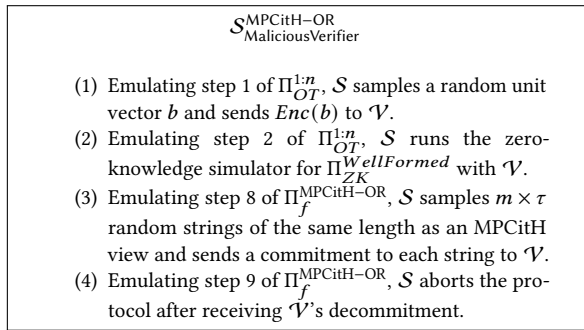 𝒮^{MPCitH−OR}_{MaliciousVerifier}
(1) Emulating step 1 of Π^{1:n}_{OT}, 𝒮 samples a random unit
vector b and sends Enc(b) to 𝒱.
(2) Emulating step 2 of Π^{1:n}_{OT}, 𝒮 runs the zero-
knowledge simulator for Π^{WellFormed}_{ZK} with 𝒱.
(3) Emulating step 8 of Π^{MPCitH−OR}_{f}, 𝒮 samples m × τ
random strings of the same length as an MPCitH
view and sends a commitment to each string to 𝒱.
(4) Emulating step 9 of Π^{MPCitH−OR}_{f}, 𝒮 aborts the pro-
tocol after receiving 𝒱's decommitment.